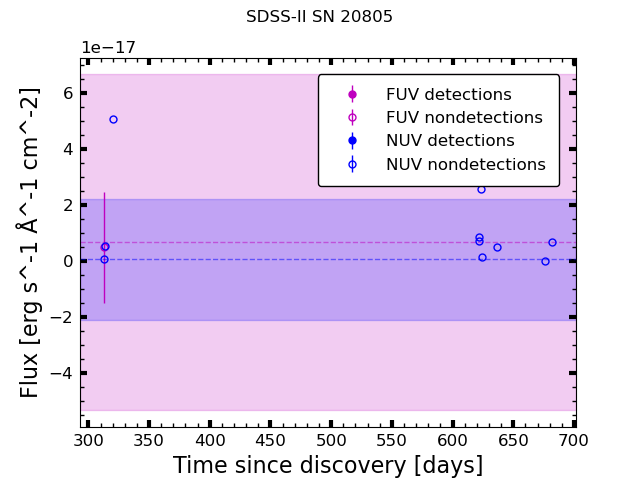 SDSS-II SN 20805
1e−17
FUV detections
FUV nondetections
NUV detections
NUV nondetections
6
4
2
0
−2
−4
Flux [erg s^-1 Å^-1 cm^-2]
300 350 400 450 500 550 600 650 700
Time since discovery [days]